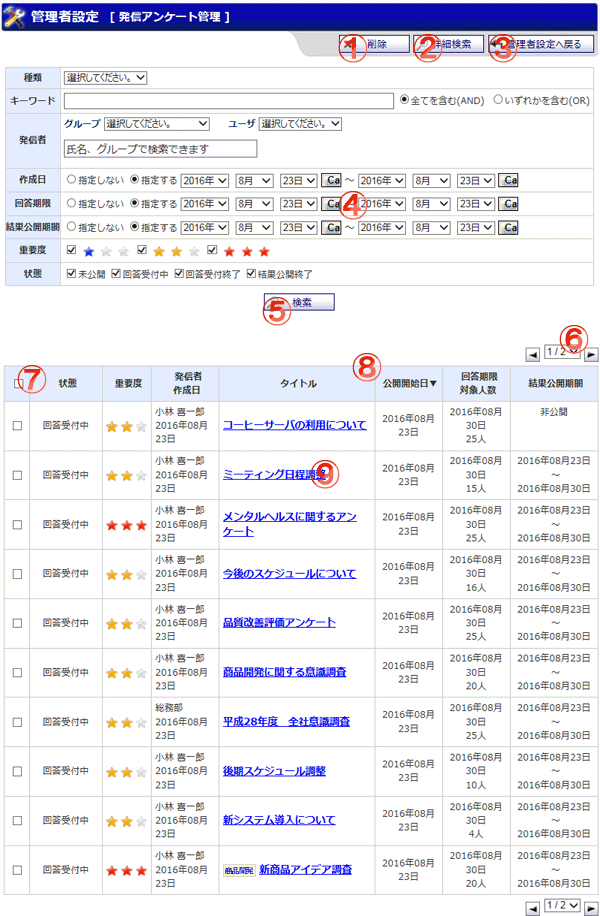 管理者設定 [ 発信アンケート管理 ]
① 削除 ② 詳細検索 ③ 管理者設定へ戻る
種類 選択してください。
キーワード 全てを含む(AND) いずれかを含む(OR)
グループ 選択してください。 ユーザ 選択してください。
発信者
氏名、グループで検索できます
作成日 指定しない 指定する 2016年 8月 23日 Ca ～ 2016年 8月 23日 Ca
回答期限 指定しない 指定する 2016年 8月 23日 Ca ④ 2016年 8月 23日 Ca
結果公開期間 指定しない 指定する 2016年 8月 23日 Ca ～ 2016年 8月 23日 Ca
重要度
状態 未公開 回答受付中 回答受付終了 結果公開終了
⑤ 検索
⑥
1 / 2
⑦ 状態 重要度 発信者 タイトル ⑧ 公開開始日▼ 回答期限 結果公開期間
作成日 対象人数
回答受付中
小林 喜一郎
2016年08月
23日
コーヒーサーバの利用について
2016年08月
23日
2016年08月
30日
25人
非公開
回答受付中
小林 喜一郎
2016年08月
23日
ミーティング日程調整 ⑨
2016年08月
23日
2016年08月
30日
15人
2016年08月23日
～
2016年08月30日
回答受付中
小林 喜一郎
2016年08月
23日
メンタルヘルスに関するアン
ケート
2016年08月
23日
2016年08月
30日
25人
2016年08月23日
～
2016年08月30日
回答受付中
小林 喜一郎
2016年08月
23日
今後のスケジュールについて
2016年08月
23日
2016年08月
30日
16人
2016年08月23日
～
2016年08月30日
回答受付中
小林 喜一郎
2016年08月
23日
品質改善評価アンケート
2016年08月
23日
2016年08月
30日
25人
2016年08月23日
～
2016年08月30日
回答受付中
小林 喜一郎
2016年08月
23日
商品開発に関する意識調査
2016年08月
23日
2016年08月
30日
20人
2016年08月23日
～
2016年08月30日
回答受付中
総務部
2016年08月
23日
平成28年度 全社意識調査
2016年08月
23日
2016年08月
30日
25人
2016年08月23日
～
2016年08月30日
回答受付中
小林 喜一郎
2016年08月
23日
後期スケジュール調整
2016年08月
23日
2016年08月
30日
10人
2016年08月23日
～
2016年08月30日
回答受付中
小林 喜一郎
2016年08月
23日
新システム導入について
2016年08月
23日
2016年08月
30日
4人
2016年08月23日
～
2016年08月30日
回答受付中
小林 喜一郎
2016年08月
23日
商品開発 新商品アイデア調査
2016年08月
23日
2016年08月
30日
20人
2016年08月23日
～
2016年08月30日
1 / 2